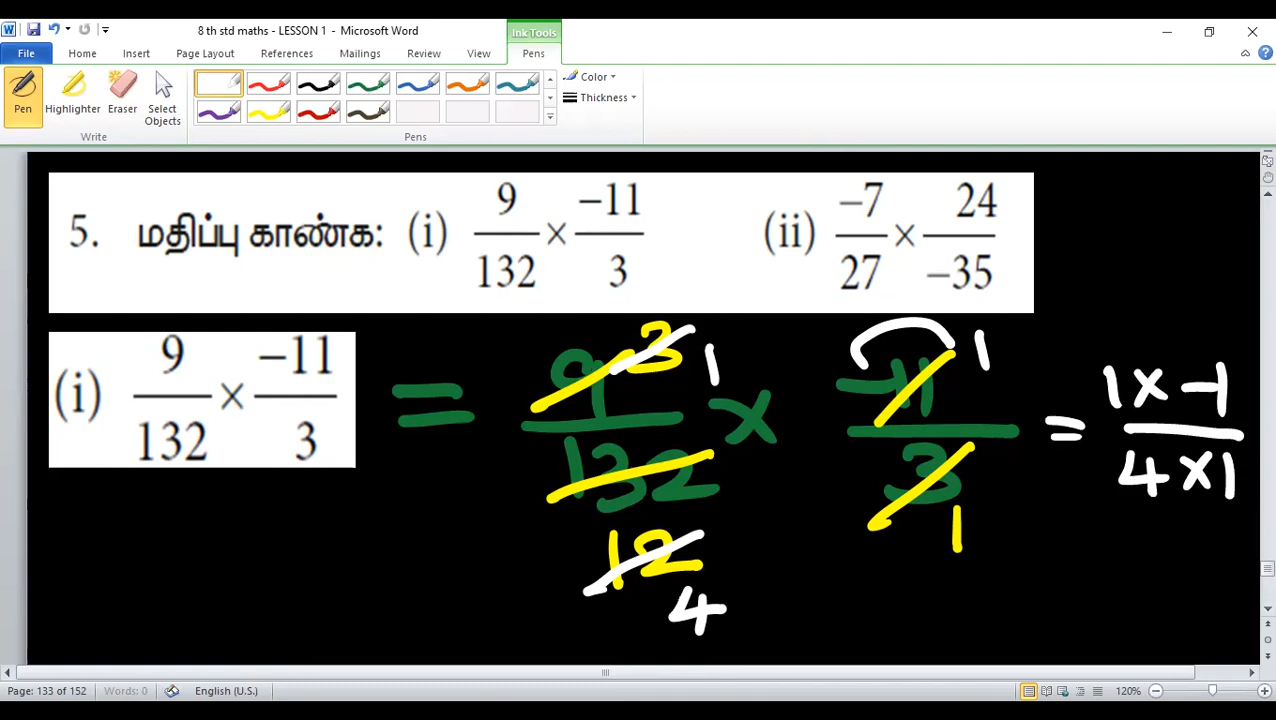 8 th std maths - LESSON 1 - Microsoft Word
Ink Tools
File Home Insert Page Layout References Mailings Review View Pens
Pen Highlighter Eraser Select Objects
Color
Thickness
Write Pens
5. மதிப்பு காண்க: (i) 9/132 × −11/3 (ii) −7/27 × 24/−35
(i) 9/132 × −11/3 = 9/132 × −11/3 = 1 × −1/4 × 1
3 1 1
12 1
4
Page: 133 of 152 Words: 0 English (U.S.) 120%